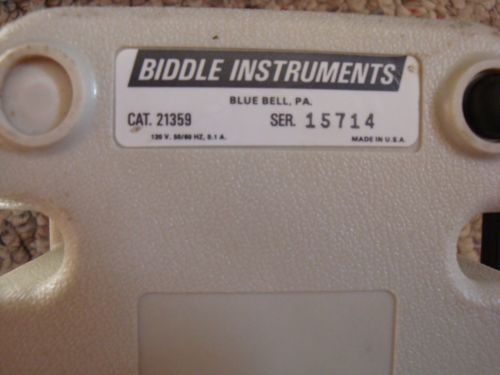 BIDDLE INSTRUMENTS
BLUE BELL, PA.
CAT. 21359 SER. 15714
120 V. 50/60 HZ, 0.1 A. MADE IN U.S.A.